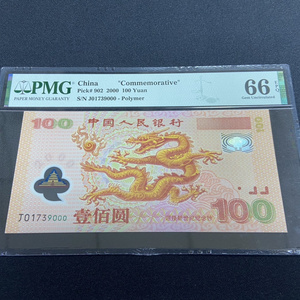 PMG
PAPER MONEY GUARANTY
China "Commemorative"
Pick# 902 2000 100 Yuan
S/N J01739000 - Polymer
66 EPQ
Gem Uncirculated
100 中国人民银行 100
J01739000
壹佰圆
100